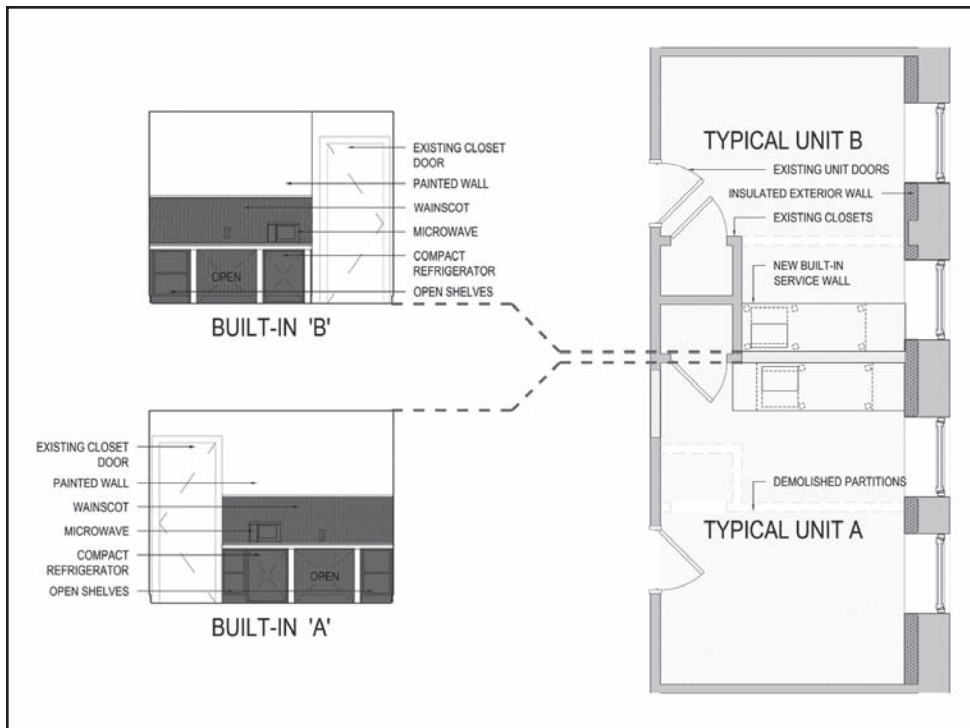 EXISTING CLOSET
DOOR
PAINTED WALL
WAINSCOT
MICROWAVE
COMPACT
REFRIGERATOR
OPEN SHELVES
OPEN
BUILT-IN 'B'
EXISTING CLOSET
DOOR
PAINTED WALL
WAINSCOT
MICROWAVE
COMPACT
REFRIGERATOR
OPEN SHELVES
OPEN
BUILT-IN 'A'
TYPICAL UNIT B
EXISTING UNIT DOORS
INSULATED EXTERIOR WALL
EXISTING CLOSETS
NEW BUILT-IN
SERVICE WALL
DEMOLISHED PARTITIONS
TYPICAL UNIT A